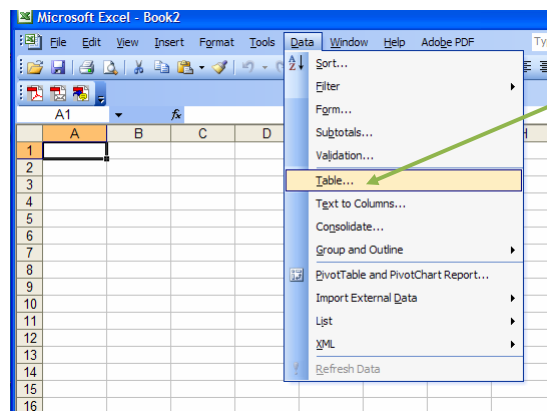 Microsoft Excel - Book2
File Edit View Insert Format Tools Data Window Help Adobe PDF Ty
A1 fx
A B C D H
Sort...
Filter
Form...
Subtotals...
Validation...
Table...
Text to Columns...
Consolidate...
Group and Outline
PivotTable and PivotChart Report...
Import External Data
List
XML
Refresh Data
1
2
3
4
5
6
7
8
9
10
11
12
13
14
15
16